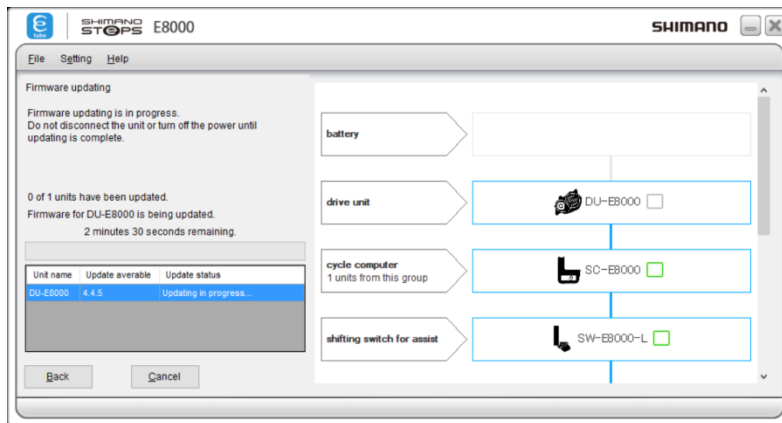 e
tube
SHIMANO
STEPS E8000
SHIMANO
File Setting Help
Firmware updating
Firmware updating is in progress.
Do not disconnect the unit or turn off the power until
updating is complete.
0 of 1 units have been updated.
Firmware for DU-E8000 is being updated.
2 minutes 30 seconds remaining.
Unit name Update averable Update status
DU-E8000 4.4.5 Updating in progress...
Back Cancel
battery
drive unit
DU-E8000
cycle computer
1 units from this group
SC-E8000
shifting switch for assist
SW-E8000-L